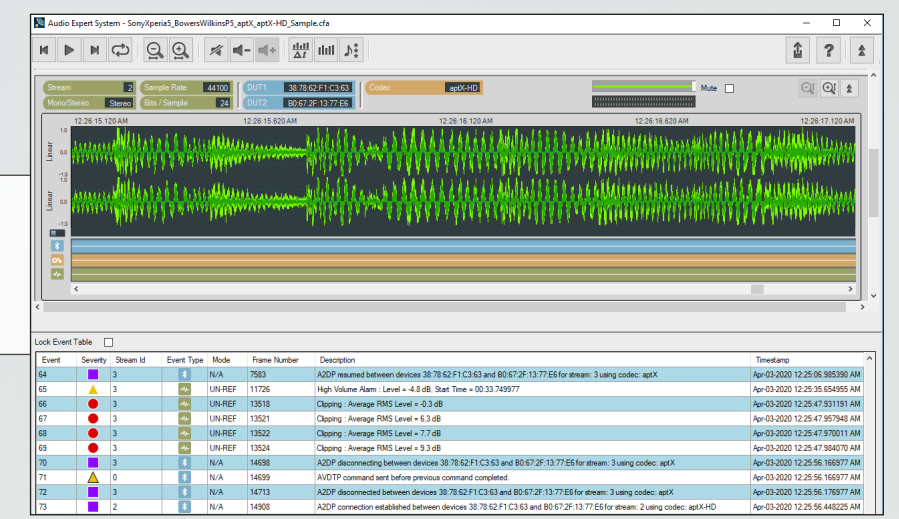 Audio Expert System - SonyXperia5_BowersWilkinsP5_aptX_aptX-HD_Sample.cfa
Δt
?
Stream 2 Sample Rate 44100 DUT1 38:78:62:F1:C3:63 Codec aptX-HD Mute
Mono/Stereo Stereo Bits / Sample 24 DUT2 B0:67:2F:13:77:E6
12:26:15.120 AM 12:26:15.620 AM 12:26:16.120 AM 12:26:16.620 AM 12:26:17.120 AM
1.0
Linear 0.0
-1.0
1.0
Linear 0.0
-1.0
Lock Event Table
Event Severity Stream Id Event Type Mode Frame Number Description Timestamp
64 3 N/A 7583 A2DP resumed between devices 38:78:62:F1:C3:63 and B0:67:2F:13:77:E6 for stream: 3 using codec: aptX Apr-03-2020 12:25:06.985390 AM
65 3 UN-REF 11726 High Volume Alarm : Level = -4.8 dB, Start Time = 00:33.749977 Apr-03-2020 12:25:35.654955 AM
66 3 UN-REF 13518 Clipping : Average RMS Level = -0.3 dB Apr-03-2020 12:25:47.931191 AM
67 3 UN-REF 13521 Clipping : Average RMS Level = 6.3 dB Apr-03-2020 12:25:47.957948 AM
68 3 UN-REF 13522 Clipping : Average RMS Level = 7.7 dB Apr-03-2020 12:25:47.970011 AM
69 3 UN-REF 13524 Clipping : Average RMS Level = 9.3 dB Apr-03-2020 12:25:47.984070 AM
70 3 N/A 14698 A2DP disconnecting between devices 38:78:62:F1:C3:63 and B0:67:2F:13:77:E6 for stream: 3 using codec: aptX Apr-03-2020 12:25:56.166977 AM
71 0 N/A 14699 AVDTP command sent before previous command completed. Apr-03-2020 12:25:56.166977 AM
72 3 N/A 14713 A2DP disconnected between devices 38:78:62:F1:C3:63 and B0:67:2F:13:77:E6 for stream: 3 using codec: aptX Apr-03-2020 12:25:56.176977 AM
73 2 N/A 14908 A2DP connection established between devices 38:78:62:F1:C3:63 and B0:67:2F:13:77:E6 for stream: 2 using codec: aptX-HD Apr-03-2020 12:25:56.448225 AM